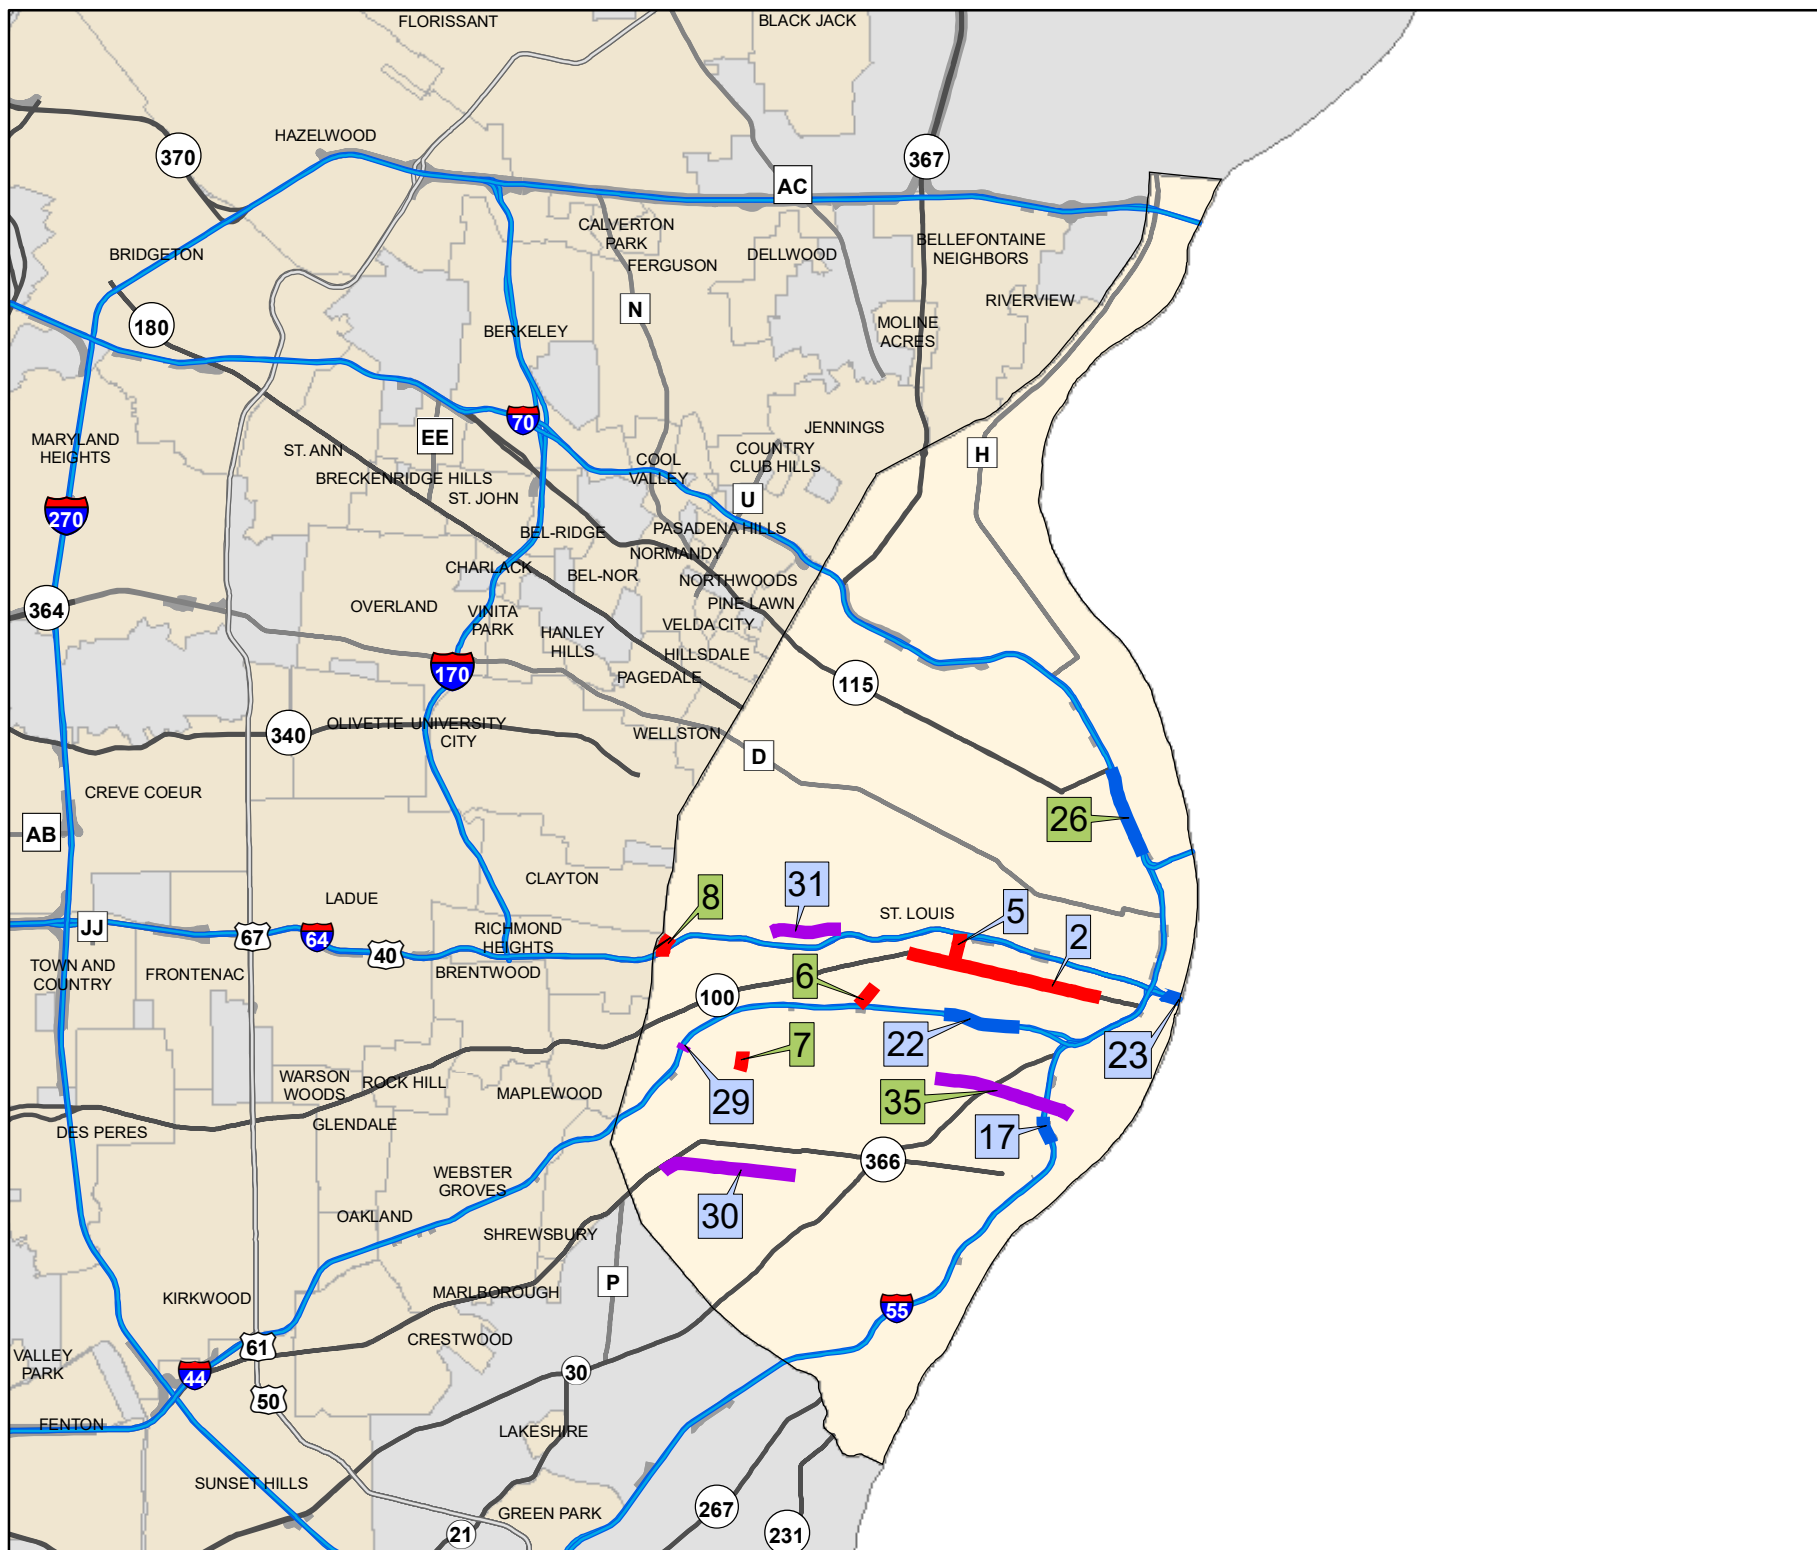 FLORISSANT
BLACK JACK
HAZELWOOD
370
367
AC
CALVERTON
PARK
BELLEFONTAINE
NEIGHBORS
BRIDGETON
DELLWOOD
FERGUSON
RIVERVIEW
N
180
BERKELEY
MOLINE
ACRES
70
EE
JENNINGS
MARYLAND
HEIGHTS
ST. ANN
COUNTRY
CLUB HILLS
H
COOL
VALLEY
BRECKENRIDGE HILLS
ST. JOHN
U
270
BEL-RIDGE
PASADENA HILLS
NORMANDY
CHARLACK
BEL-NOR
NORTHWOODS
364
OVERLAND
VINITA
PARK
PINE LAWN
VELDA CITY
HANLEY
HILLS
HILLSDALE
170
PAGEDALE
115
340
OLIVETTE
UNIVERSITY
CITY
WELLSTON
D
CREVE COEUR
AB
26
CLAYTON
31
8
LADUE
ST. LOUIS
5
JJ
67
64
40
RICHMOND
HEIGHTS
2
TOWN AND
COUNTRY
FRONTENAC
BRENTWOOD
6
100
7
22
23
WARSON
WOODS
ROCK HILL
MAPLEWOOD
29
35
GLENDALE
DES PERES
17
366
WEBSTER
GROVES
30
OAKLAND
SHREWSBURY
P
KIRKWOOD
MARLBOROUGH
55
61
CRESTWOOD
VALLEY
PARK
44
30
50
FENTON
LAKESHIRE
SUNSET HILLS
GREEN PARK
267
21
231